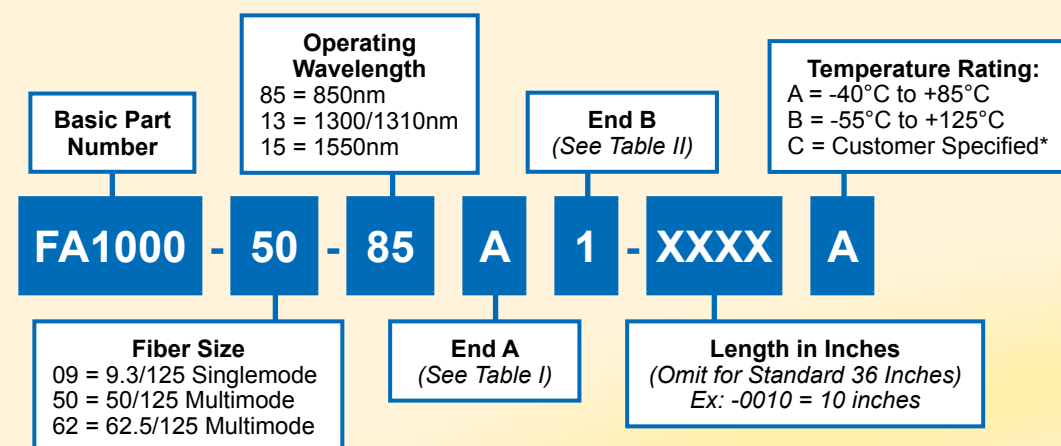 Operating
Wavelength
85 = 850nm
13 = 1300/1310nm
15 = 1550nm
Temperature Rating:
A = -40°C to +85°C
B = -55°C to +125°C
C = Customer Specified*
Basic Part
Number
End B
(See Table II)
FA1000 - 50 - 85 A 1 - XXXX A
Fiber Size
09 = 9.3/125 Singlemode
50 = 50/125 Multimode
62 = 62.5/125 Multimode
End A
(See Table I)
Length in Inches
(Omit for Standard 36 Inches)
Ex: -0010 = 10 inches